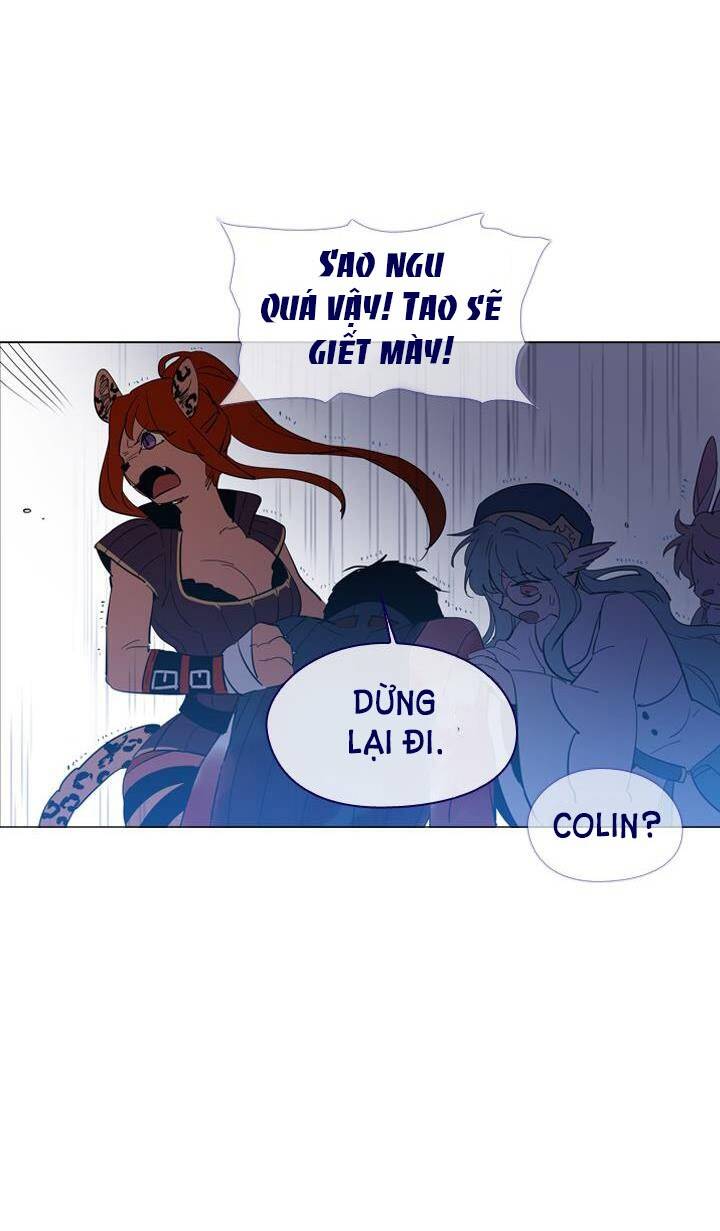 SAO NGU
QUÁ VẬY! TAO SẼ
GIẾT MÀY!
DỪNG
LẠI ĐI.
COLIN?